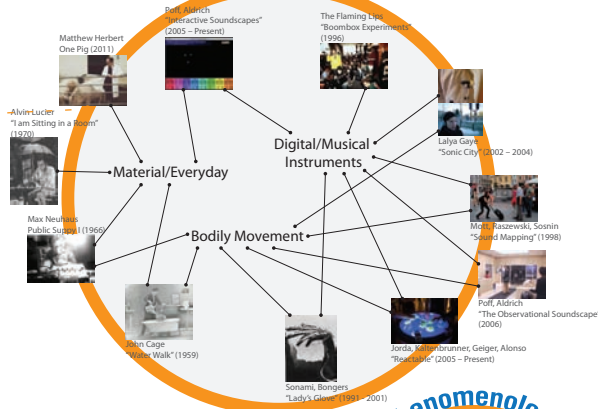 Poff, Aldrich
"Interactive Soundscapes"
(2005 – Present)
The Flaming Lips
"Boombox Experiments"
(1996)
Matthew Herbert
One Pig (2011)
Alvin Lucier
"I am Sitting in a Room"
(1970)
Lalya Gaye
"Sonic City" (2002 – 2004)
Digital/Musical
Instruments
Material/Everyday
Max Neuhaus
Public Suppy I (1966)
Bodily Movement
Mott, Raszewski, Sosnin
"Sound Mapping" (1998)
Poff, Aldrich
"The Observational Soundscape"
(2006)
John Cage
"Water Walk" (1959)
Jorda, Kaltenbrunner, Geiger, Alonso
"Reactable" (2005 – Present)
Sonami, Bongers
"Lady's Glove" (1991 - 2001)